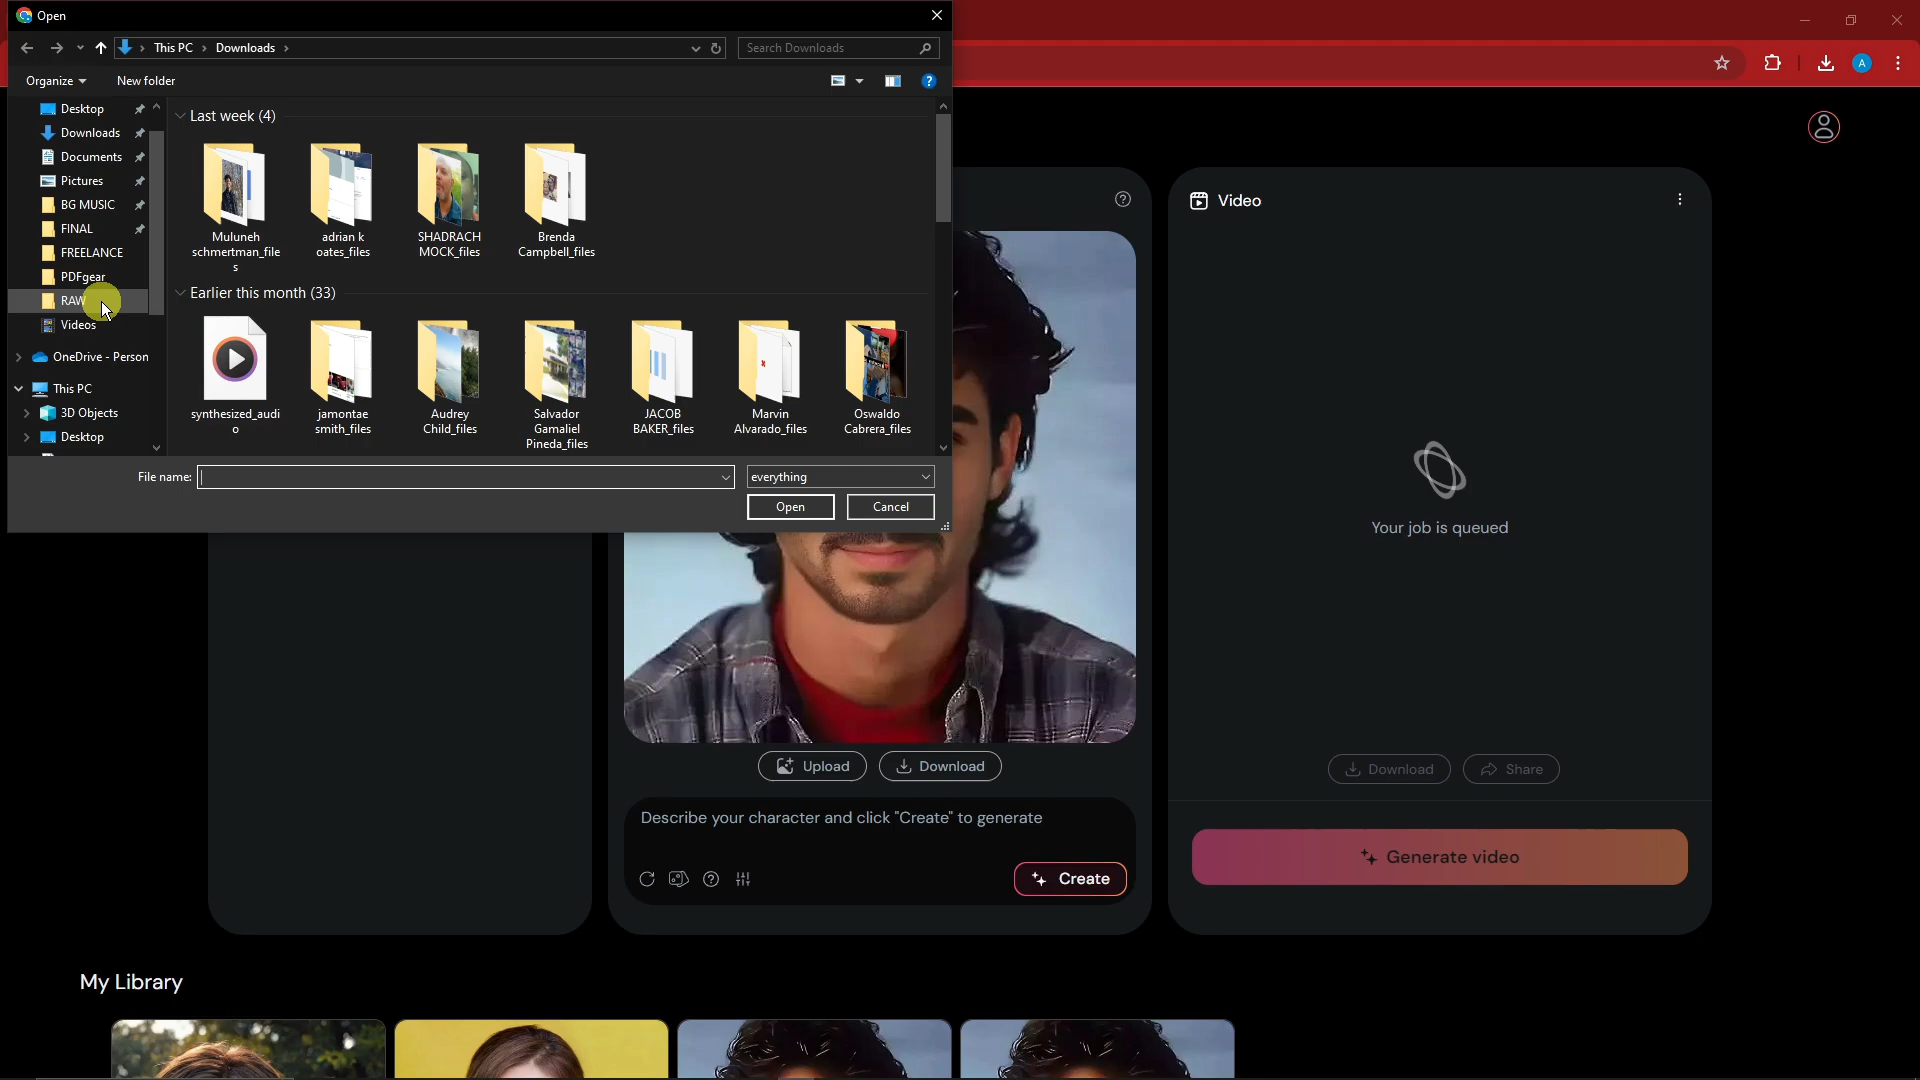 Open
This PC
Downloads
Search Downloads
Organize
New folder
Desktop
Downloads
Documents
Pictures
BG MUSIC
FINAL
FREELANCE
PDFgear
RAW
Videos
OneDrive - Person
This PC
3D Objects
Desktop
Last week (4)
Muluneh
schmertman_file
s
adrian k
oates_files
SHADRACH
MOCK_files
Brenda
Campbell_files
Earlier this month (33)
synthesized_audi
o
jamontae
smith_files
Audrey
Child_files
Salvador
Gamaliel
Pineda_files
JACOB
BAKER_files
Marvin
Alvarado_files
Oswaldo
Cabrera_files
File name:
everything
Open
Cancel
A
Video
Your job is queued
Upload
Download
Describe your character and click "Create" to generate
Create
Download
Share
Generate video
My Library